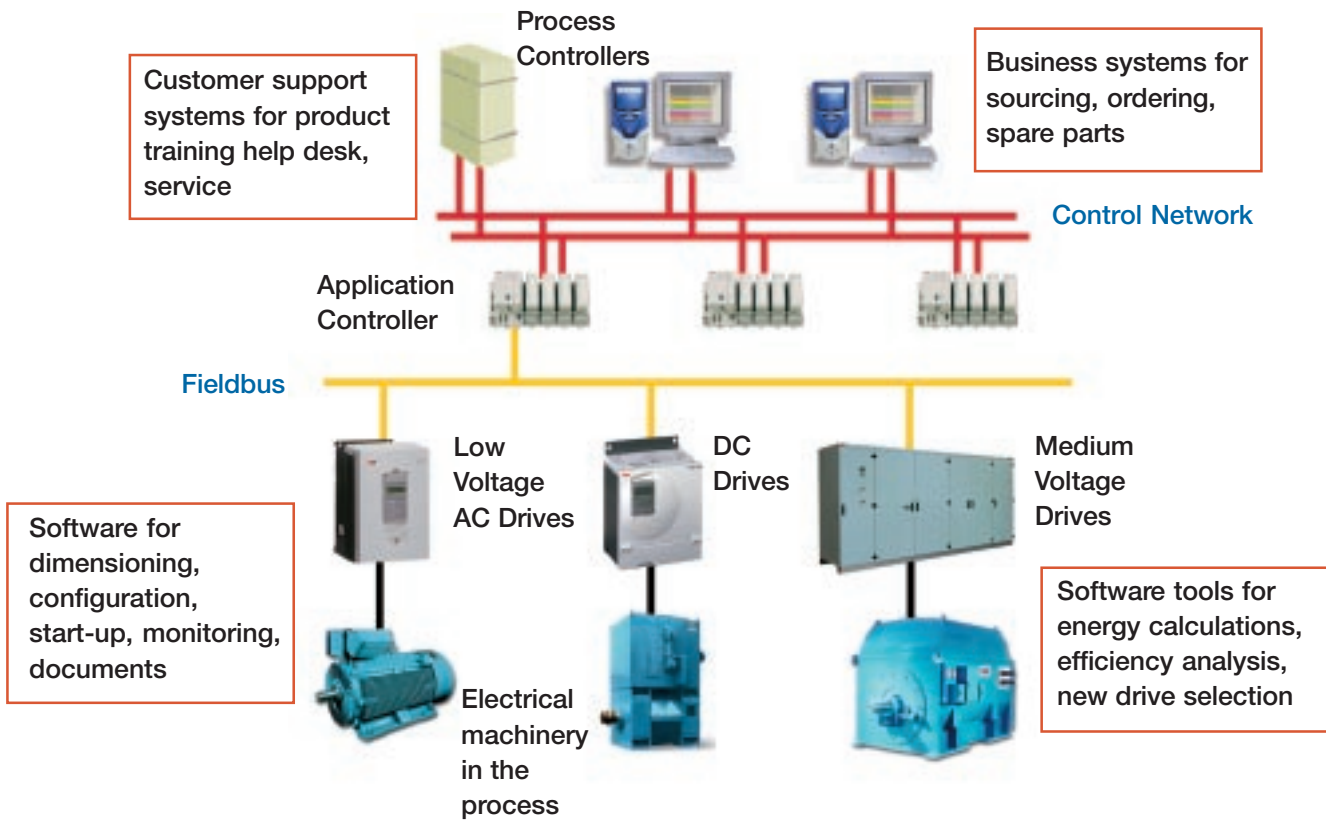 Process
Controllers
Customer support
systems for product
training help desk,
service
Business systems for
sourcing, ordering,
spare parts
Control Network
Application
Controller
Fieldbus
Low
Voltage
AC Drives
DC
Drives
Medium
Voltage
Drives
Software for
dimensioning,
configuration,
start-up, monitoring,
documents
Software tools for
energy calculations,
efficiency analysis,
new drive selection
Electrical
machinery
in the
process